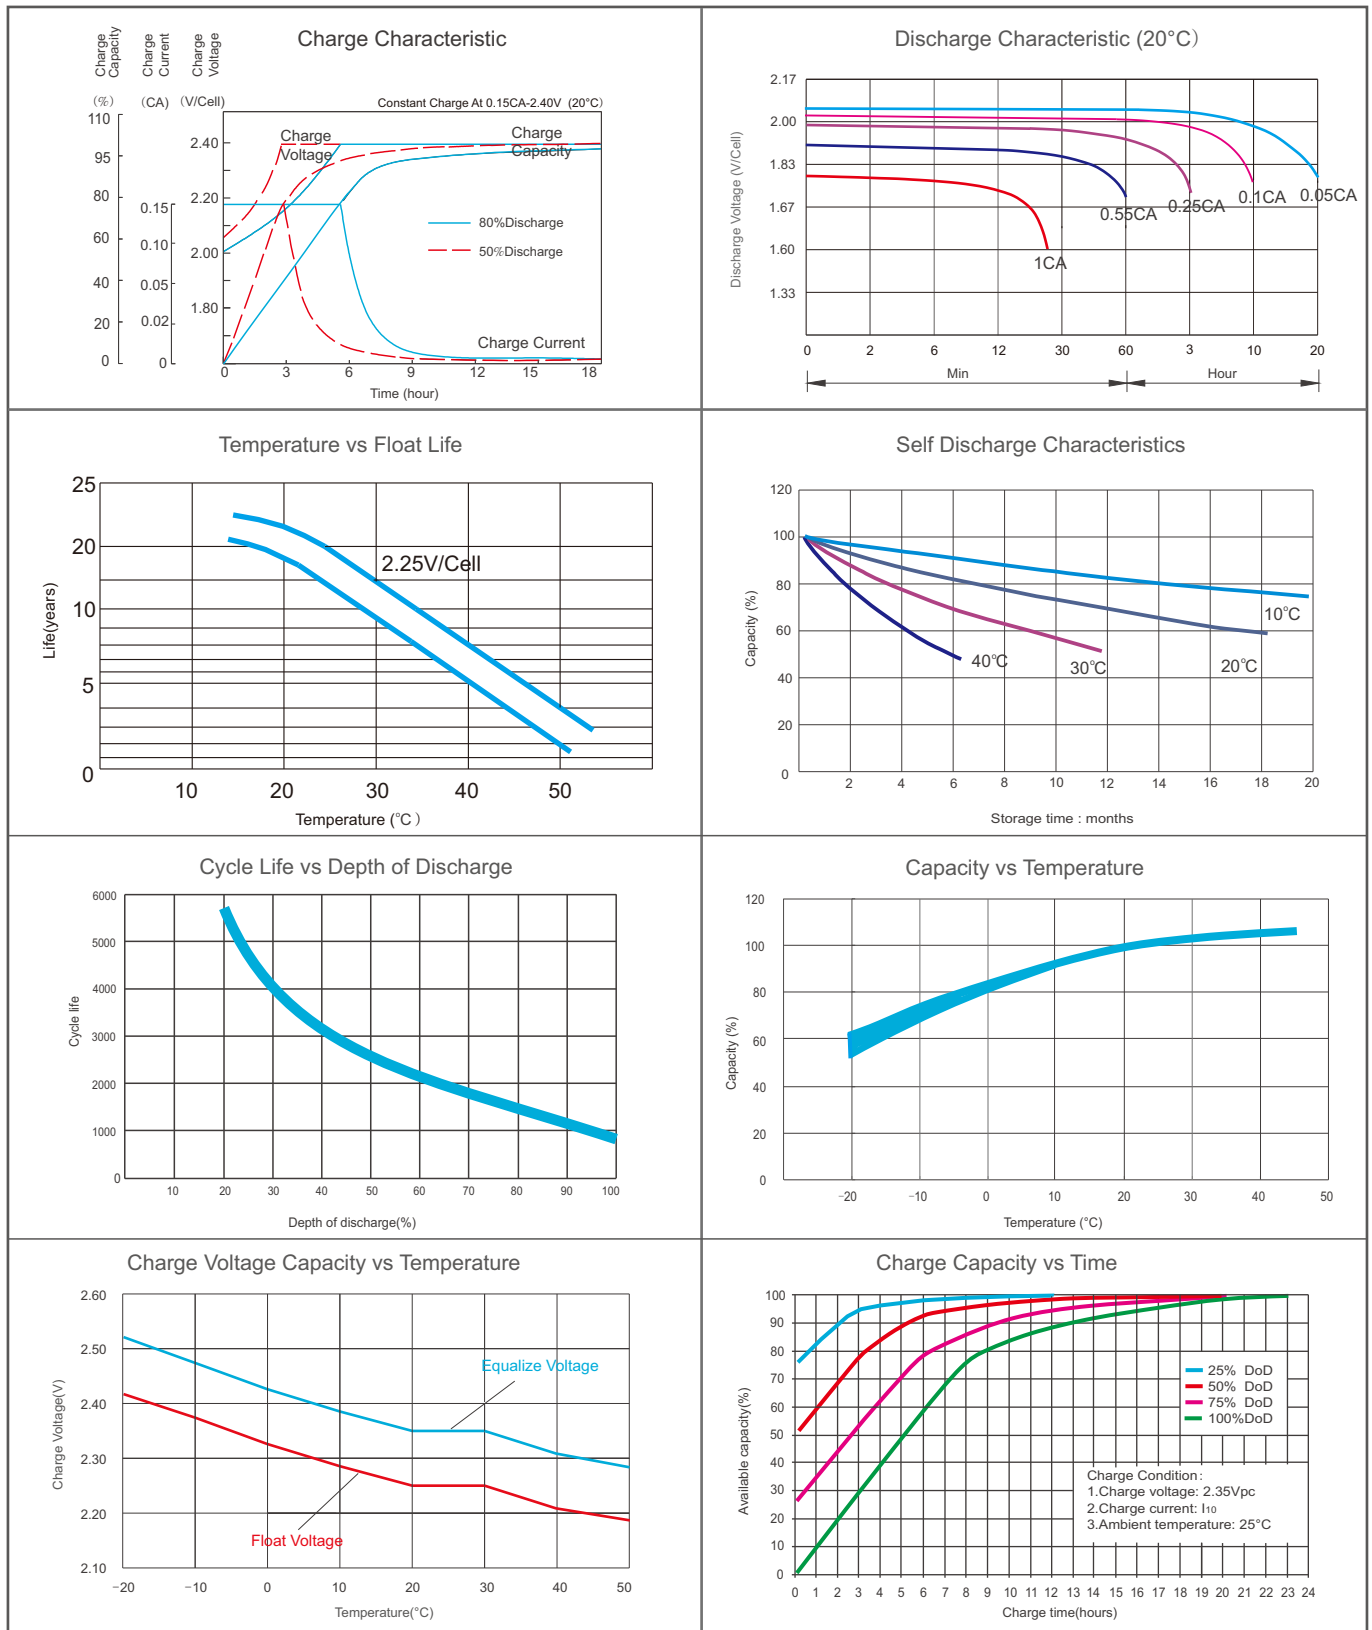 Charge Characteristic
Charge Capacity
Charge Current
Charge Voltage
(%)
(CA)
(V/Cell)
Constant Charge At 0.15CA-2.40V (20°C)
110
95
80
60
40
20
0
0.15
0.10
0.05
0.02
0
2.40
2.20
2.00
1.80
Charge
Voltage
Charge
Capacity
80%Discharge
50%Discharge
Charge Current
0 3 6 9 12 15 18
Time (hour)
Discharge Characteristic (20°C)
Discharge Voltage (V/Cell)
2.17
2.00
1.83
1.67
1.60
1.33
1CA
0.55CA
0.25CA
0.1CA
0.05CA
0 2 6 12 30 60 3 10 20
Min
Hour
Temperature vs Float Life
Life(years)
25
20
10
5
0
2.25V/Cell
10 20 30 40 50
Temperature (°C)
Self Discharge Characteristics
Capacity (%)
120
100
80
60
40
20
0
10°C
20°C
30°C
40°C
2 4 6 8 10 12 14 16 18 20
Storage time : months
Cycle Life vs Depth of Discharge
Cycle life
6000
5000
4000
3000
2000
1000
0
10 20 30 40 50 60 70 80 90 100
Depth of discharge(%)
Capacity vs Temperature
Capacity (%)
120
100
80
60
40
20
0
-20 -10 0 10 20 30 40 50
Temperature (°C)
Charge Voltage Capacity vs Temperature
Charge Voltage(V)
2.60
2.50
2.40
2.30
2.20
2.10
Equalize Voltage
Float Voltage
-20 -10 0 10 20 30 40 50
Temperature(°C)
Charge Capacity vs Time
Available capacity(%)
100
90
80
70
60
50
40
30
20
10
0
25% DoD
50% DoD
75% DoD
100%DoD
Charge Condition:
1.Charge voltage: 2.35Vpc
2.Charge current: I10
3.Ambient temperature: 25°C
0 1 2 3 4 5 6 7 8 9 10 11 12 13 14 15 16 17 18 19 20 21 22 23 24
Charge time(hours)